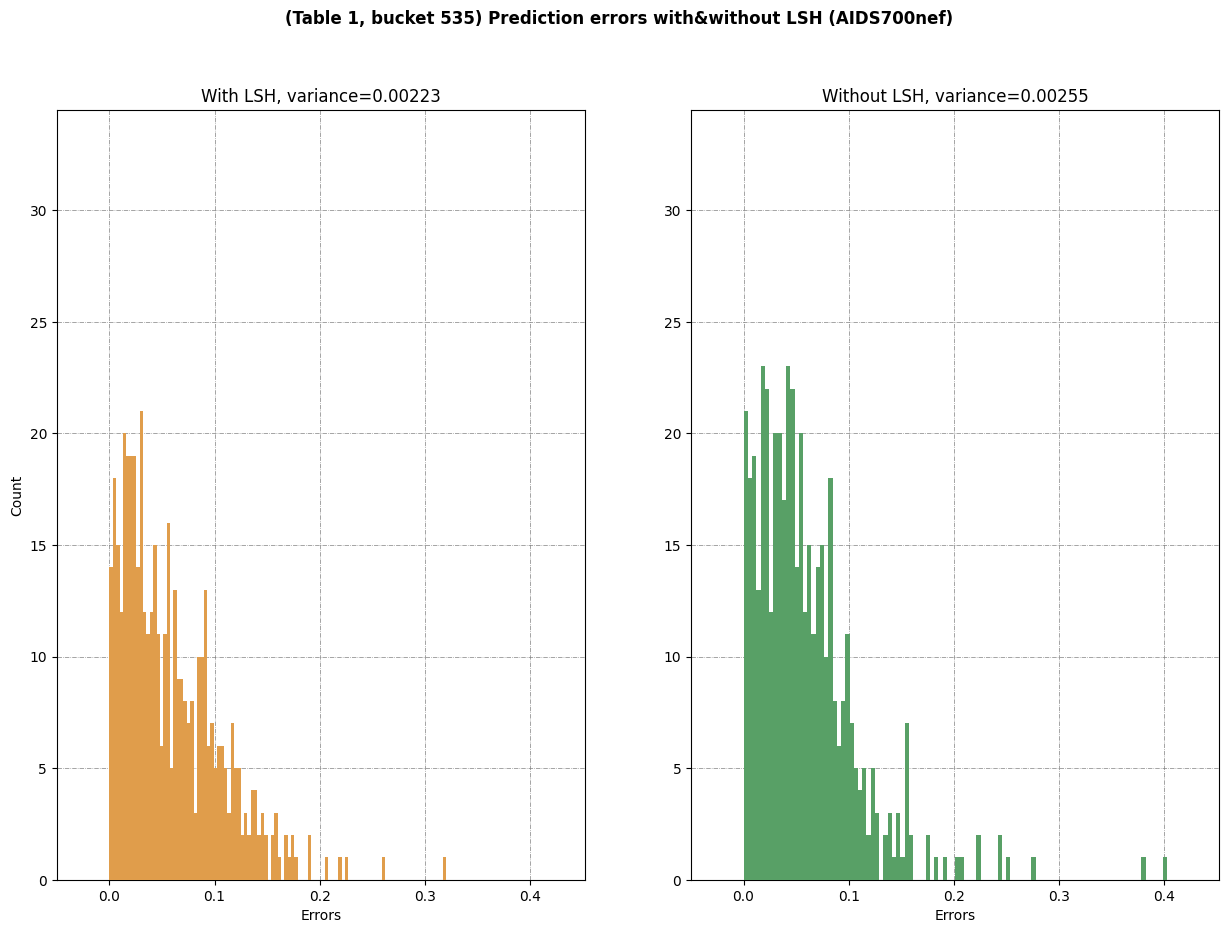 (Table 1, bucket 535) Prediction errors with&without LSH (AIDS700nef)
With LSH, variance=0.00223
30
25
20
15
10
5
0
Count
0.0 0.1 0.2 0.3 0.4
Errors
Without LSH, variance=0.00255
30
25
20
15
10
5
0
0.0 0.1 0.2 0.3 0.4
Errors